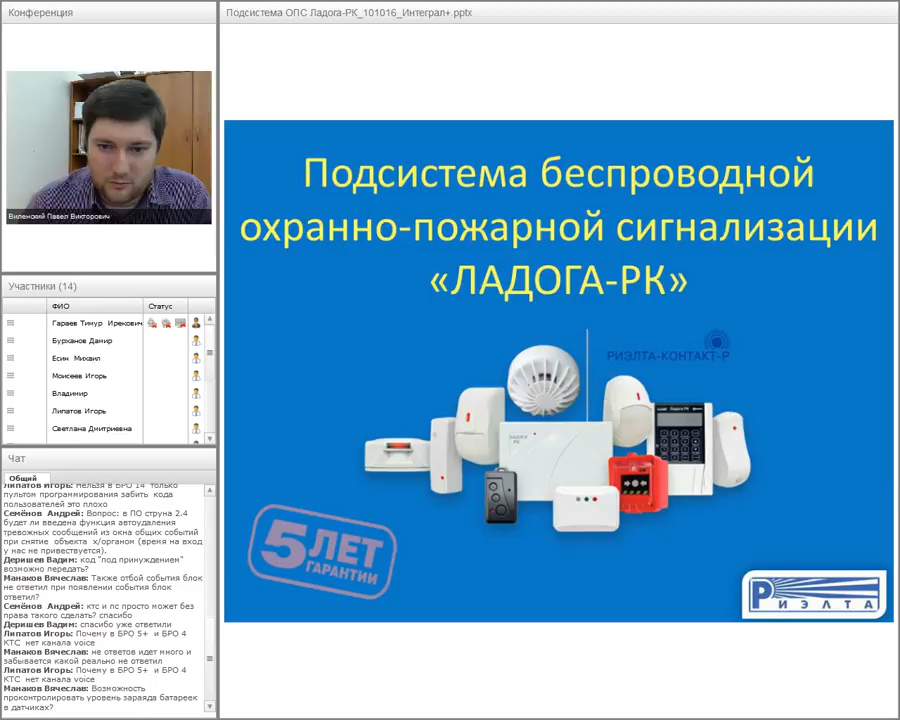 Конференция
Подсистема ОПС Ладога-РК_101016_Интеграл+.pptx
Виленский Павел Викторович
Участники (14)
ФИО Статус
Гараев Тимур Ирекович
Бурханов Дамир
Есин Михаил
Моисеев Игорь
Владимир
Липатов Игорь
Светлана Дмитриевна
Чат
Общий
Липатов Игорь: нельзя в БРО 14 только
пультом программирования забить кода
пользователей это плохо
Семёнов Андрей: Вопрос: в ПО струна 2.4
будет ли введена функция автоудаления
тревожных сообщений из окна общих событий
при снятие объекта х/органом (время на вход
у нас не привествуется).
Деришев Вадим: код "под принуждением"
возможно передать?
Манаков Вячеслав: Также отбой события блок
не ответил при появлении события блок
ответил?
Семёнов Андрей: ктс и пс просто может без
права такого сделать? спасибо
Деришев Вадим: спасибо уже ответили
Липатов Игорь: Почему в БРО 5+ и БРО 4
КТС нет канала voice
Манаков Вячеслав: не ответов идет много и
забывается какой реально не ответил
Липатов Игорь: Почему в БРО 5+ и БРО 4
КТС нет канала voice
Манаков Вячеслав: Возможность
проконтролировать уровень зараяда батареек
в датчиках?
Подсистема беспроводной
охранно-пожарной сигнализации
«ЛАДОГА-РК»
РИЭЛТА-КОНТАКТ-Р
5 ЛЕТ
ГАРАНТИИ
РИЭЛТА